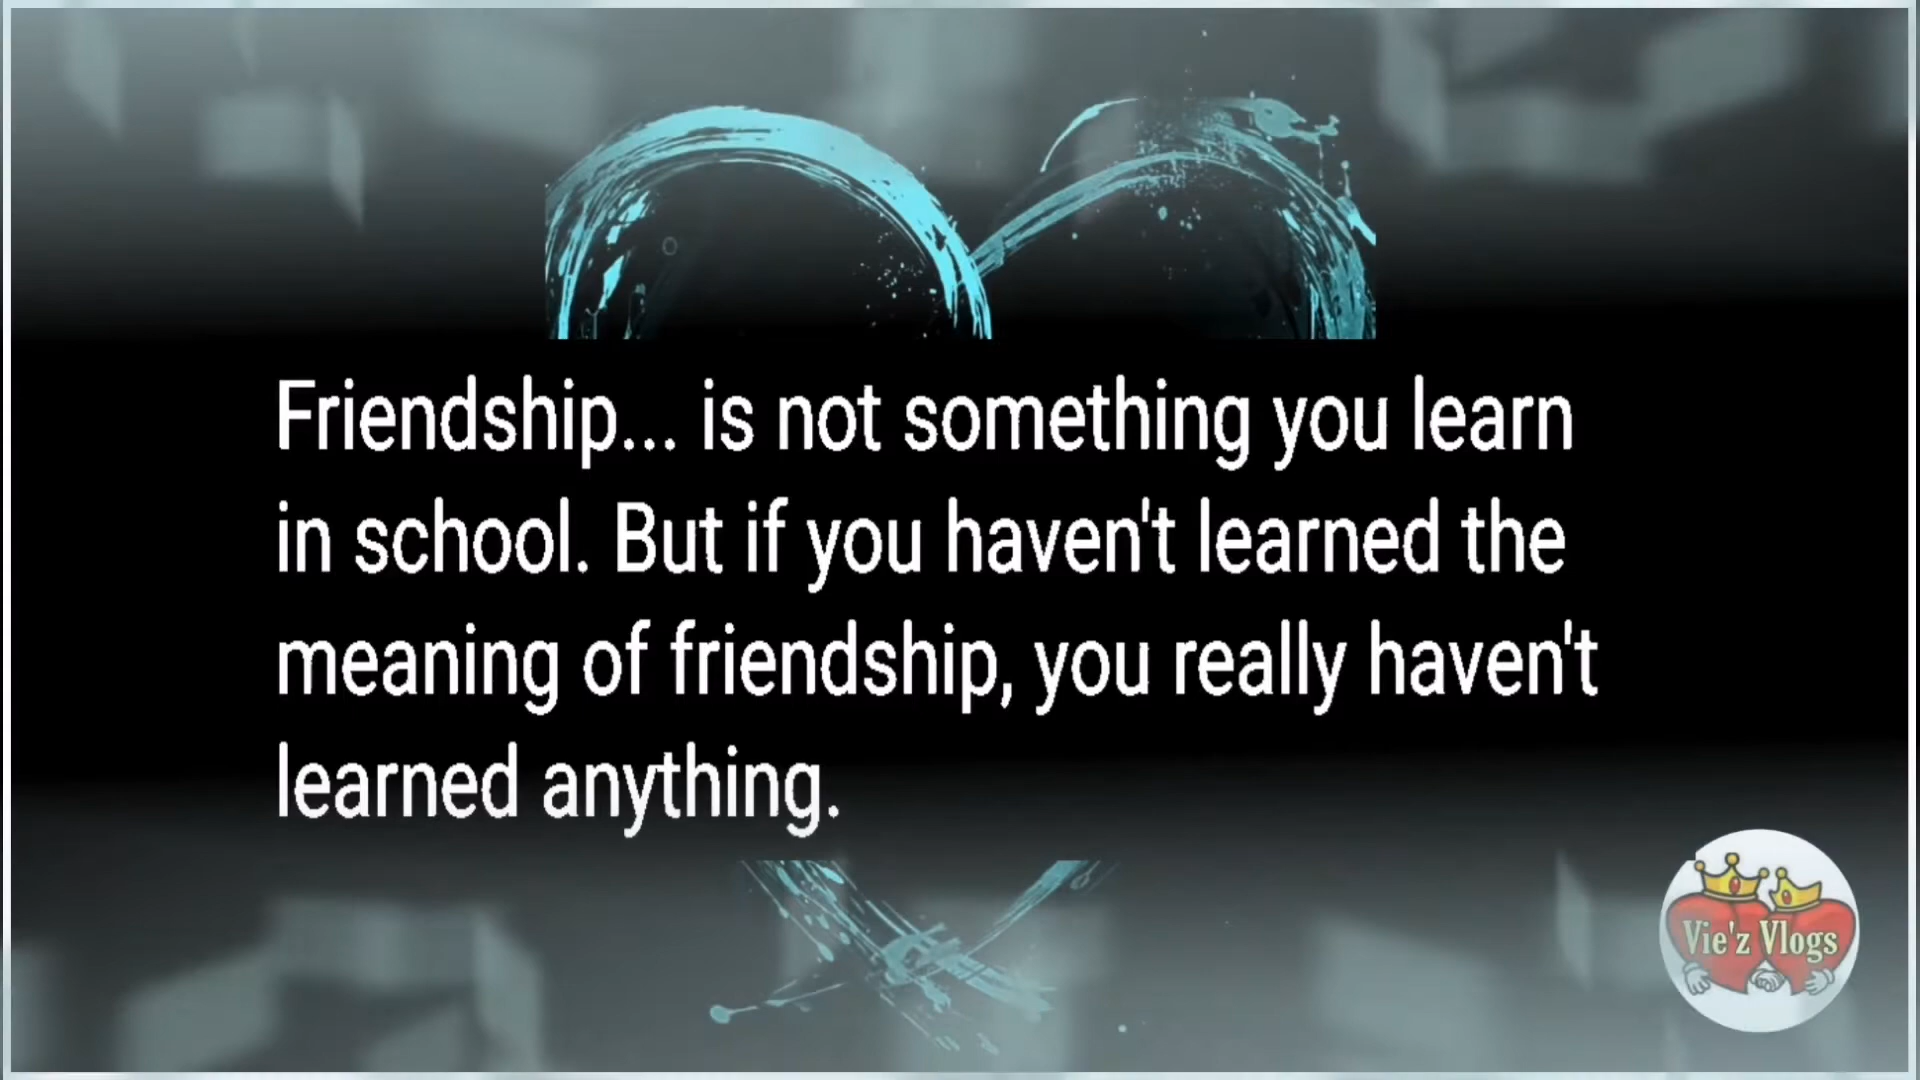 Friendship... is not something you learn
in school. But if you haven't learned the
meaning of friendship, you really haven't
learned anything.
Vie'z Vlogs